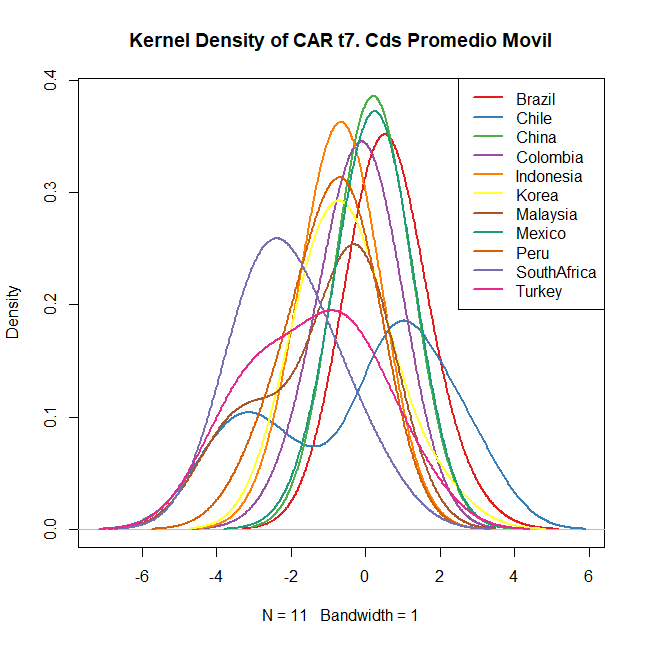 Kernel Density of CAR t7. Cds Promedio Movil
Density
0.4
0.3
0.2
0.1
0.0
Brazil
Chile
China
Colombia
Indonesia
Korea
Malaysia
Mexico
Peru
SouthAfrica
Turkey
-6 -4 -2 0 2 4 6
N = 11 Bandwidth = 1